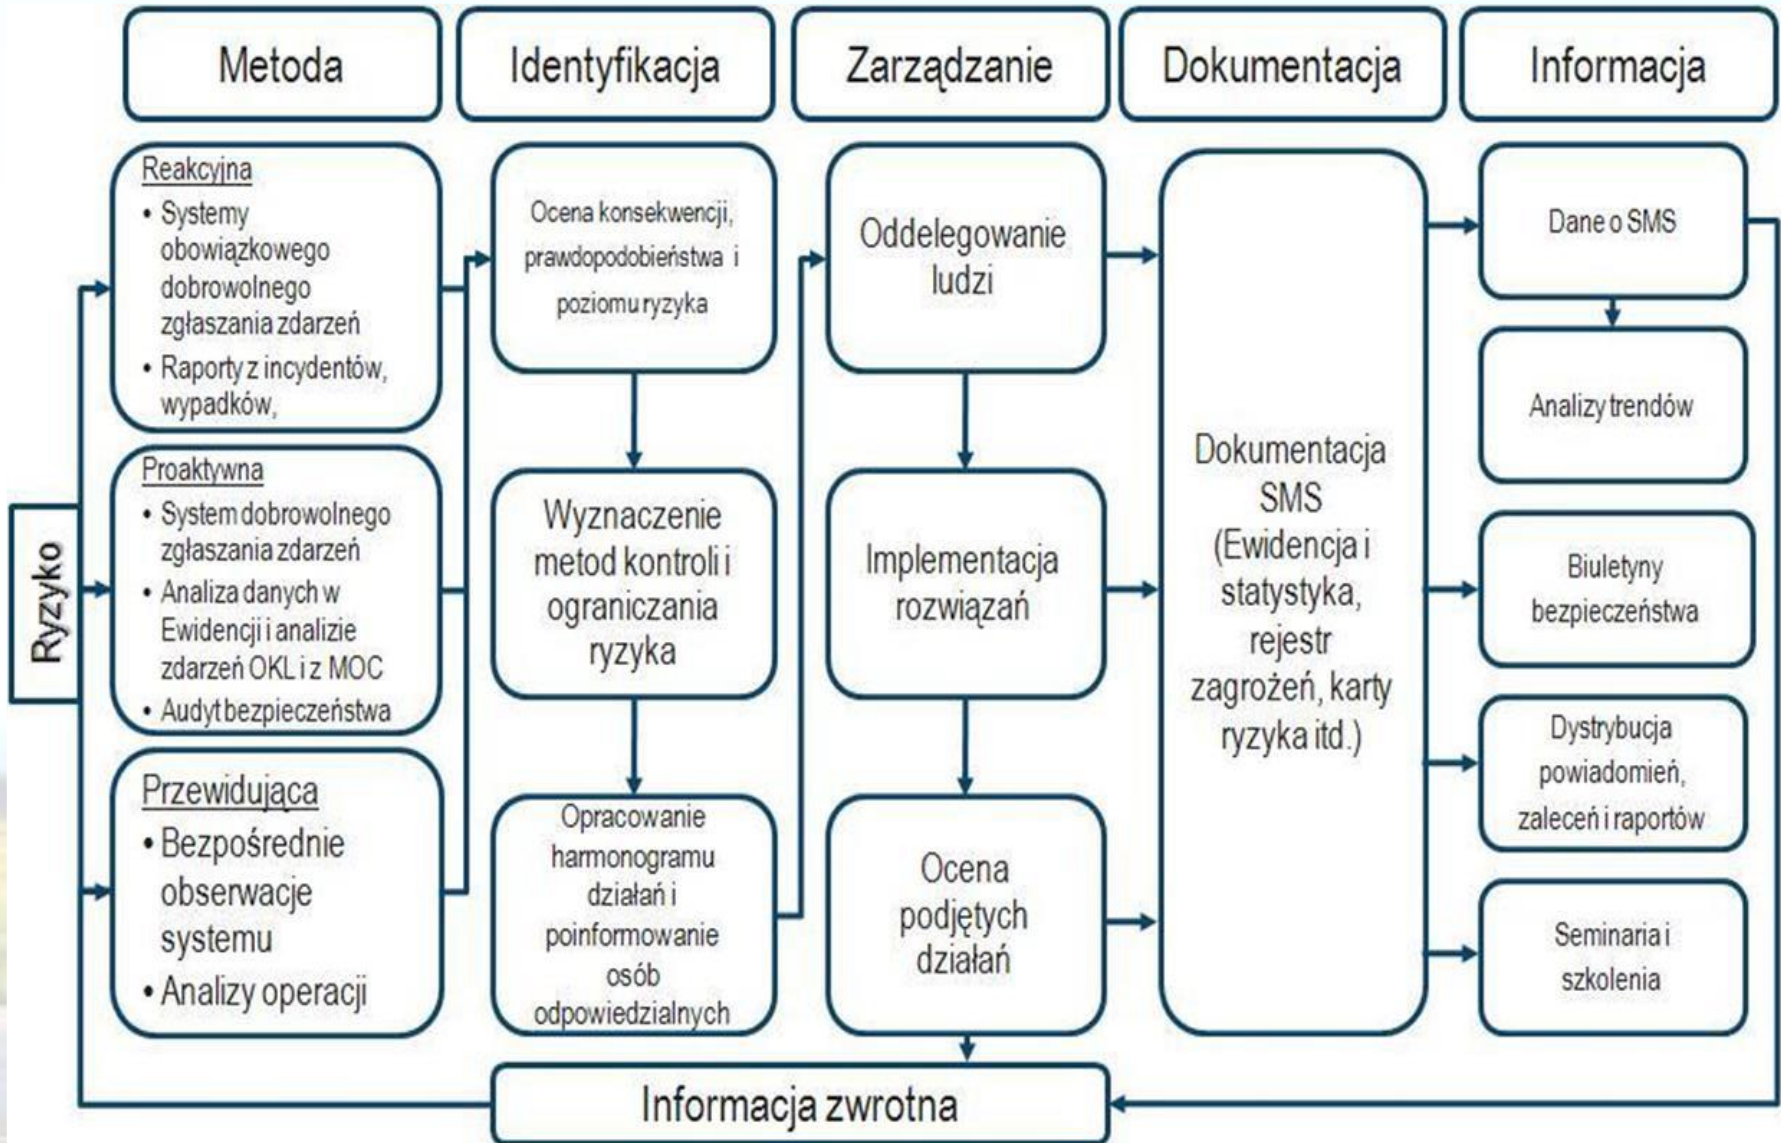 Metoda
Identyfikacja
Zarządzanie
Dokumentacja
Informacja
Ryzyko
Reakcyjna
• Systemy
obowiązkowego
dobrowolnego
zgłaszania zdarzeń
• Raporty z incydentów,
wypadków,
Proaktywna
• System dobrowolnego
zgłaszania zdarzeń
• Analiza danych w
Ewidencji i analizie
zdarzeń OKL i z MOC
• Audyt bezpieczeństwa
Przewidująca
• Bezpośrednie
obserwacje
systemu
• Analizy operacji
Ocena konsekwencji,
prawdopodobieństwa i
poziomu ryzyka
Wyznaczenie
metod kontroli i
ograniczania
ryzyka
Opracowanie
harmonogramu
działań i
poinformowanie
osób
odpowiedzialnych
Oddelegowanie
ludzi
Implementacja
rozwiązań
Ocena
podjętych
działań
Dokumentacja
SMS
(Ewidencja i
statystyka,
rejestr
zagrożeń, karty
ryzyka itd.)
Dane o SMS
Analizy trendów
Biuletyny
bezpieczeństwa
Dystrybucja
powiadomień,
zaleceń i raportów
Seminaria i
szkolenia
Informacja zwrotna